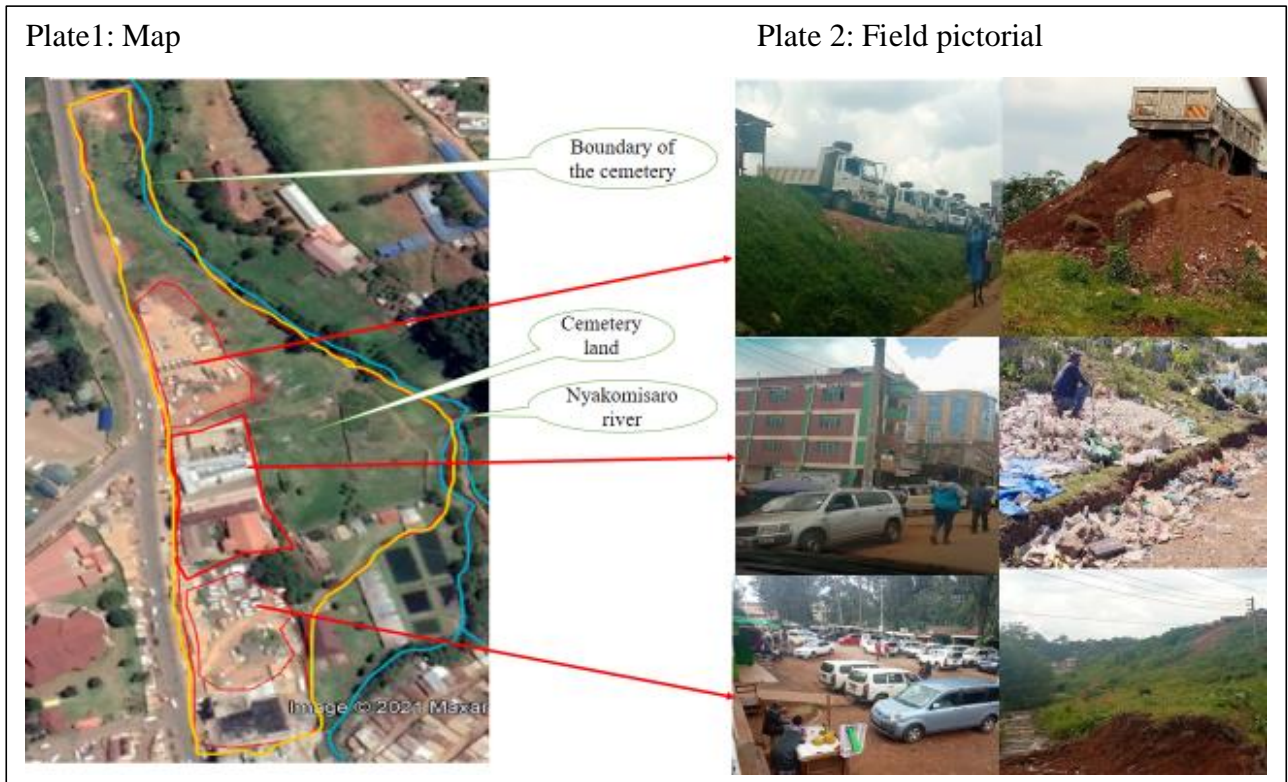 Plate1: Map
Plate 2: Field pictorial
Boundary of
the cemetery
Cemetery
land
Nyakomisaro
river
Image © 2021 Maxar